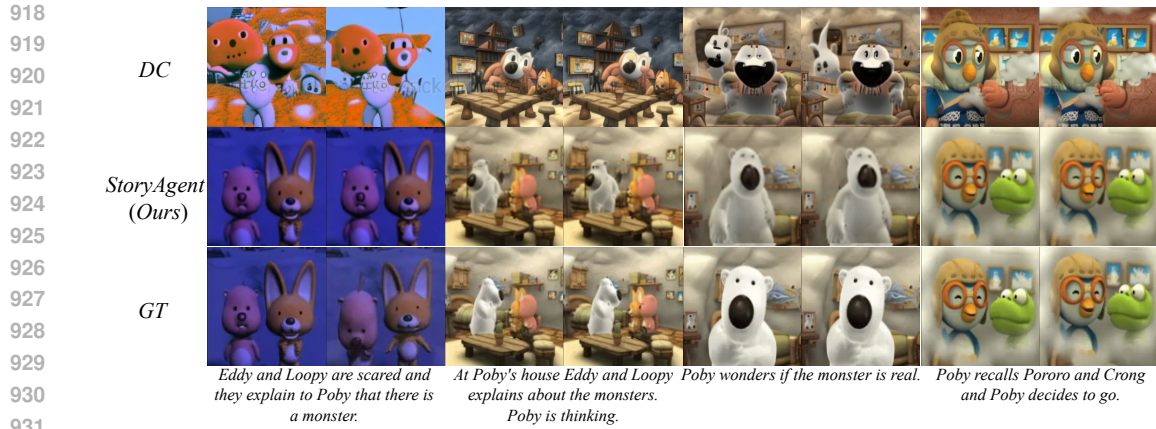 918
919
920
921
922
923
924
925
926
927
928
929
930
931
DC
StoryAgent
(Ours)
GT
Eddy and Loopy are scared and
they explain to Poby that there is
a monster.
At Poby's house Eddy and Loopy
explains about the monsters.
Poby is thinking.
Poby wonders if the monster is real.
Poby recalls Pororo and Crong
and Poby decides to go.